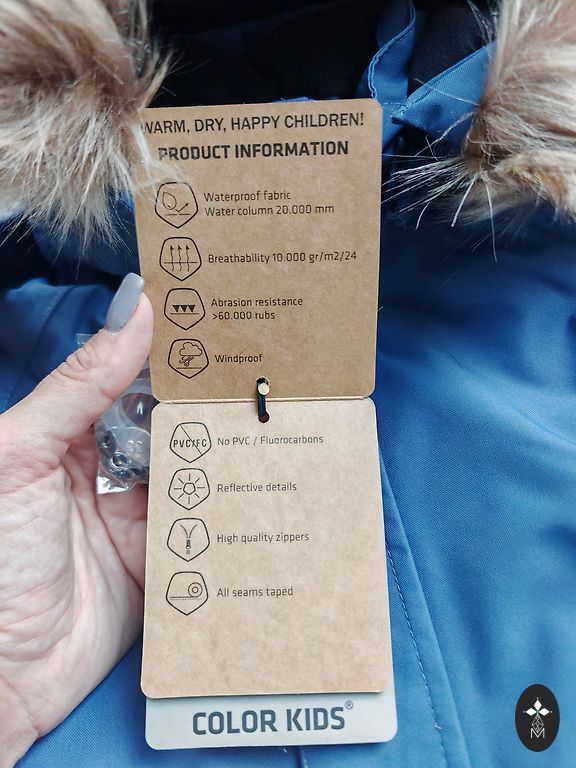 WARM, DRY, HAPPY CHILDREN!
PRODUCT INFORMATION
Waterproof fabric
Water column 20.000 mm
Breathability 10.000 gr/m2/24
Abrasion resistance
>60.000 rubs
Windproof
PVC/FC
No PVC / Fluorocarbons
Reflective details
High quality zippers
All seams taped
COLOR KIDS®